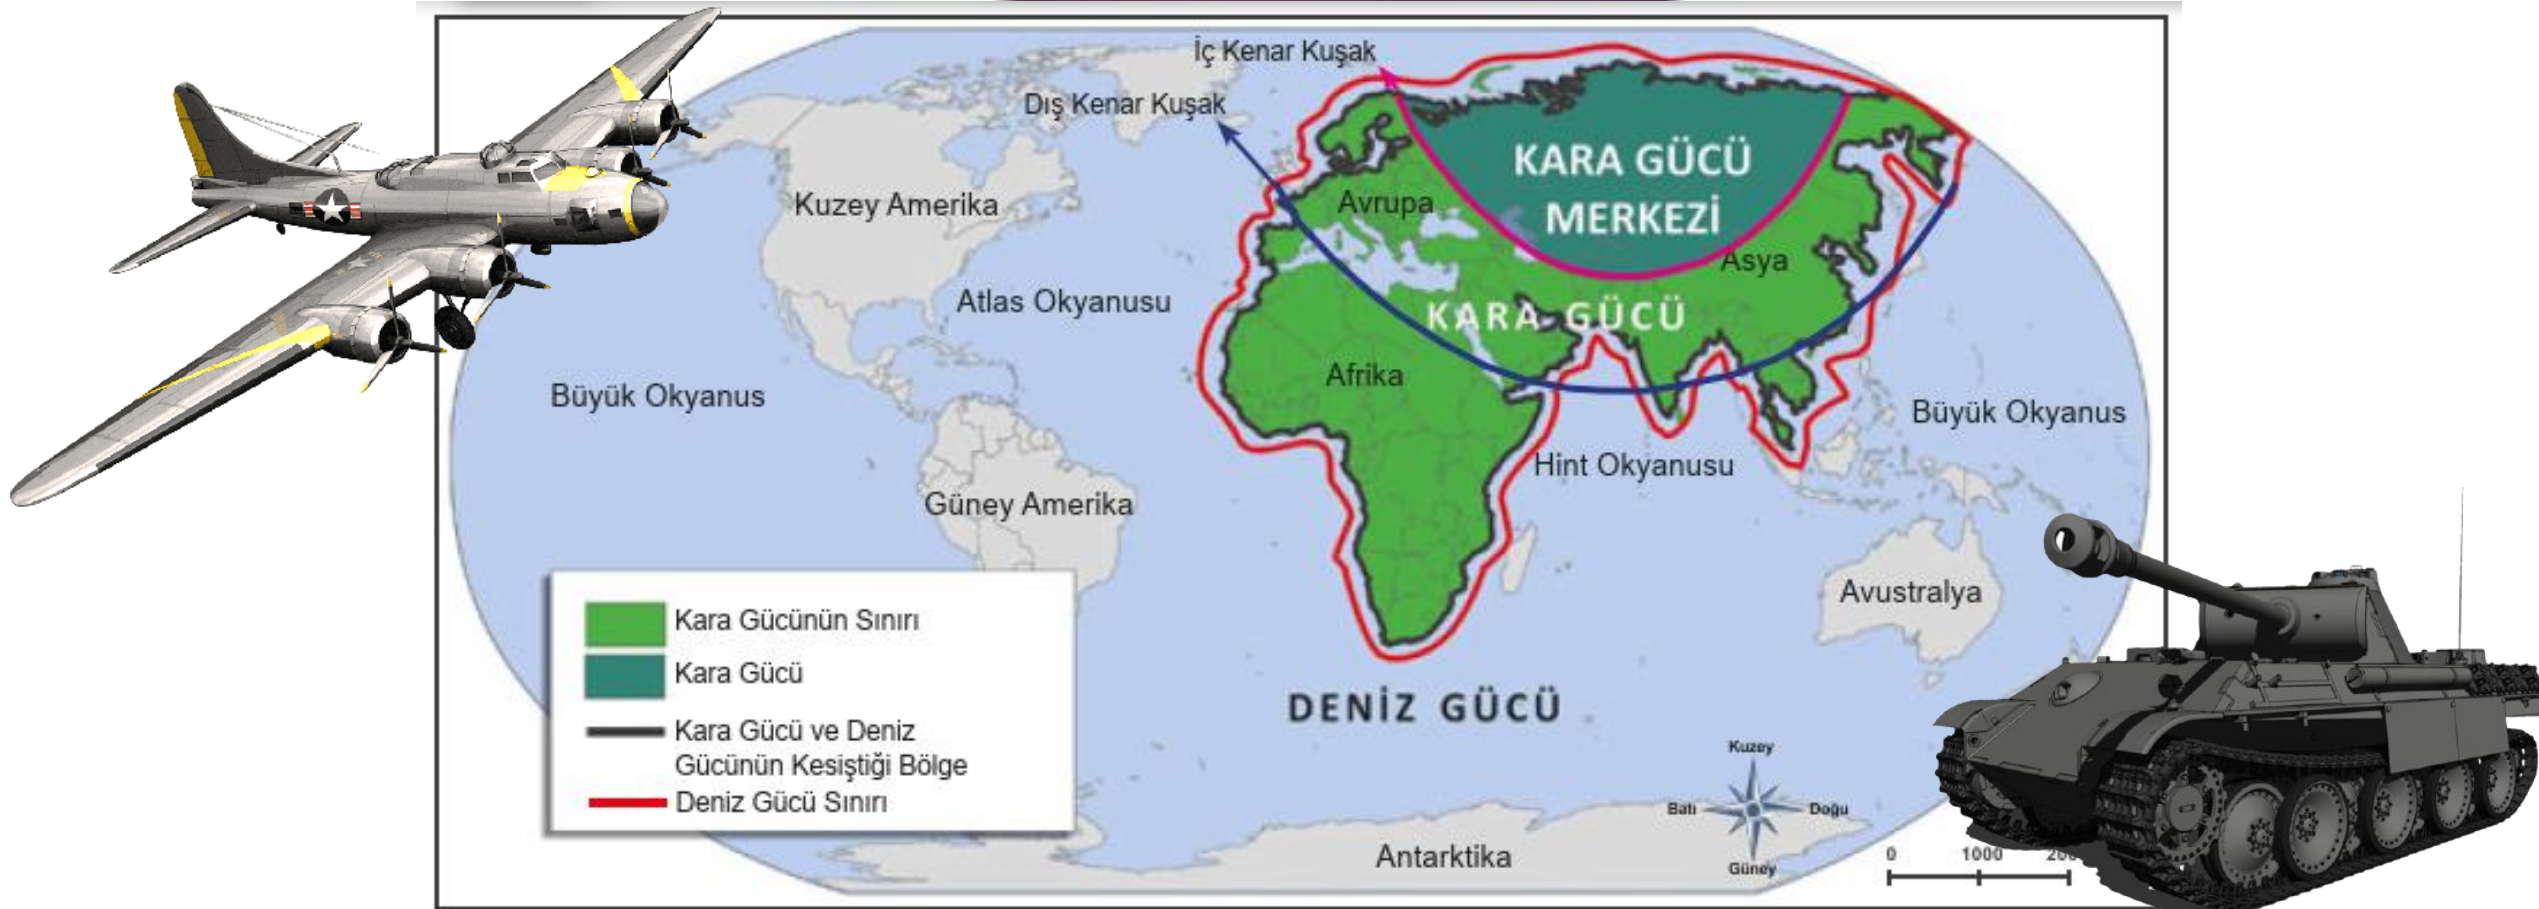 İç Kenar Kuşak
Dış Kenar Kuşak
KARA GÜCÜ
MERKEZİ
Kuzey Amerika
Avrupa
Asya
Atlas Okyanusu
KARA GÜCÜ
Afrika
Büyük Okyanus
Büyük Okyanus
Hint Okyanusu
Güney Amerika
Avustralya
Kara Gücünün Sınırı
Kara Gücü
Kara Gücü ve Deniz
Gücünün Kesiştiği Bölge
Deniz Gücü Sınırı
DENİZ GÜCÜ
Kuzey
Batı
Doğu
Güney
Antarktika
0 1000